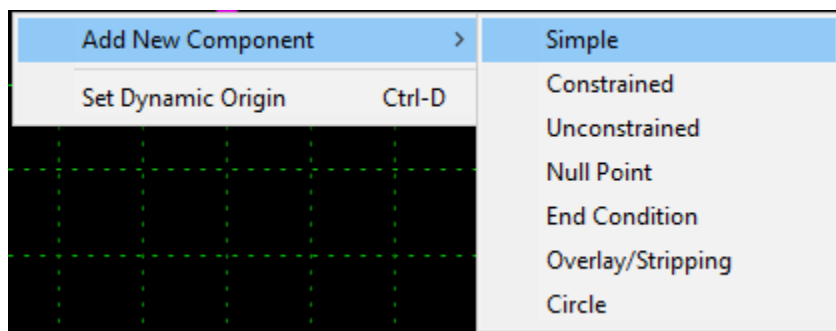 Add New Component >
Set Dynamic Origin Ctrl-D
Simple
Constrained
Unconstrained
Null Point
End Condition
Overlay/Stripping
Circle